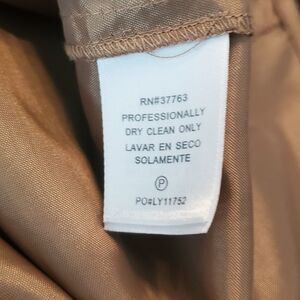 RN#37763
PROFESSIONALLY
DRY CLEAN ONLY
LAVAR EN SECO
SOLAMENTE
P
PO#LY11752